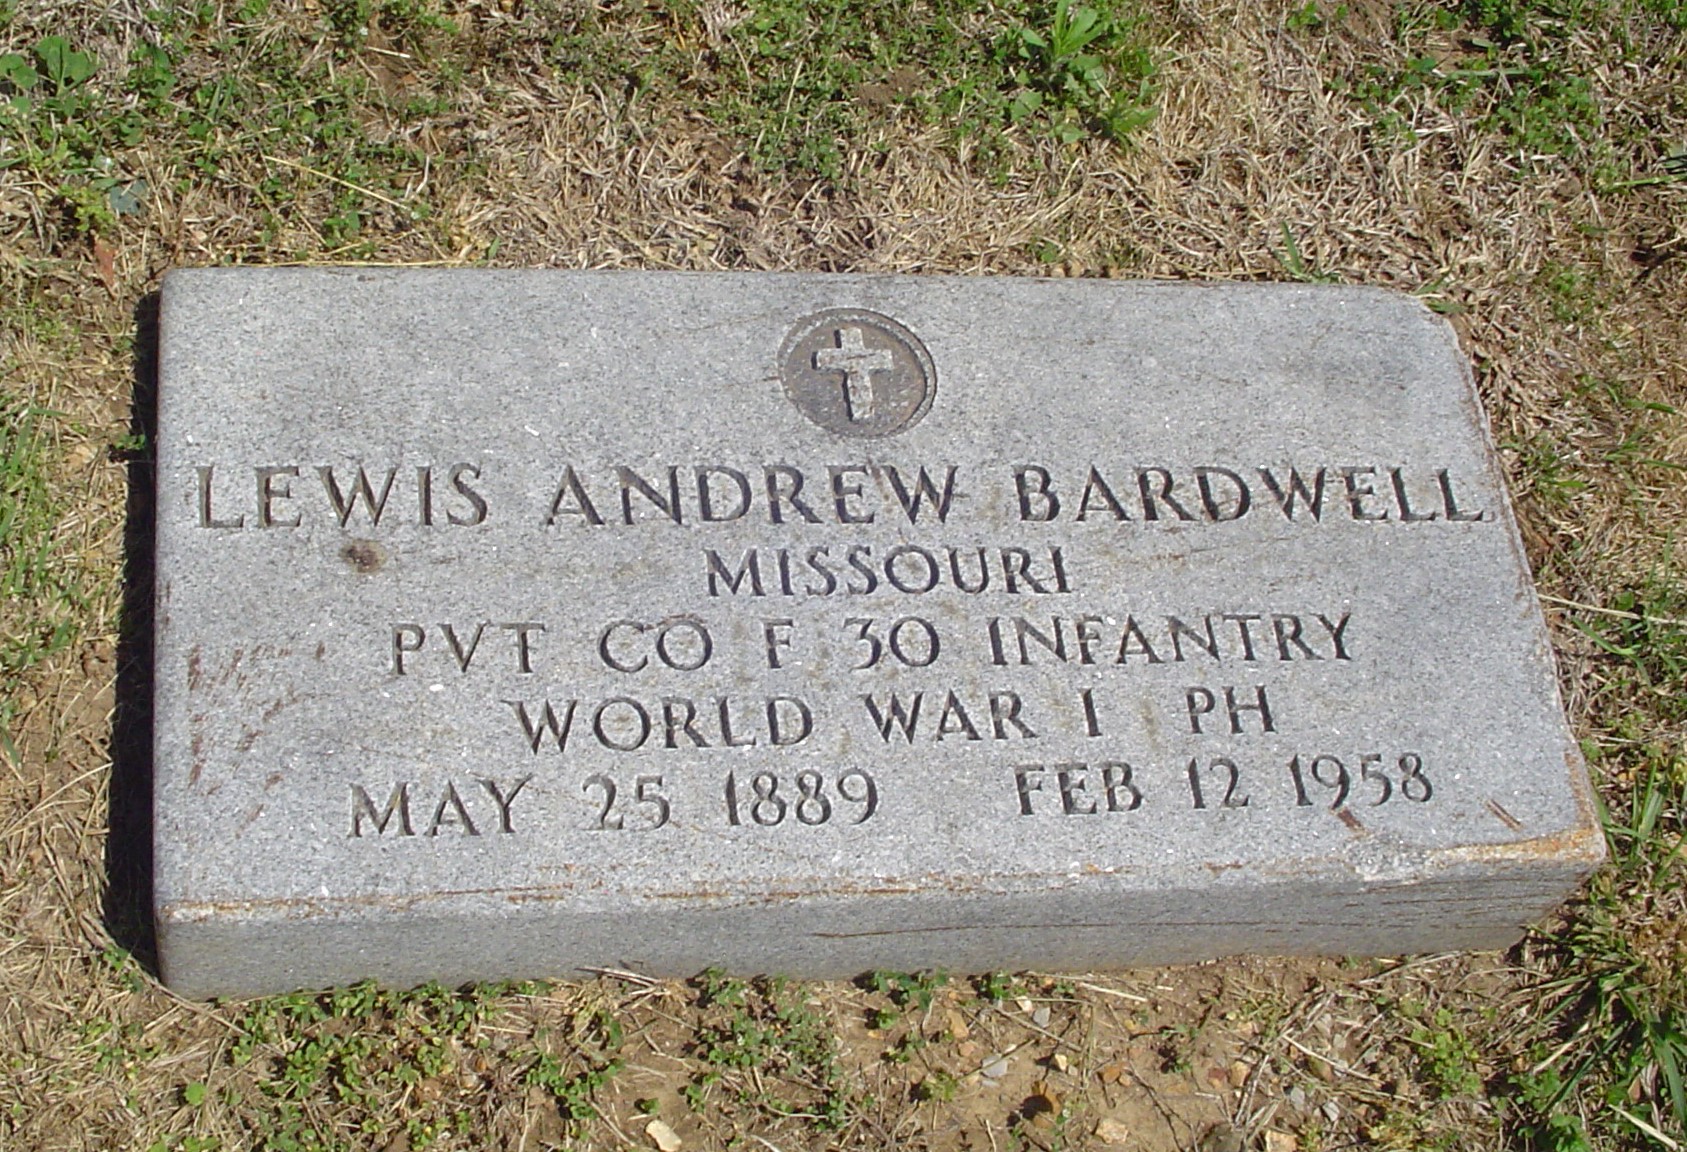 LEWIS ANDREW BARDWELL
MISSOURI
PVT CO F 30 INFANTRY
WORLD WAR I PH
MAY 25 1889 FEB 12 1958